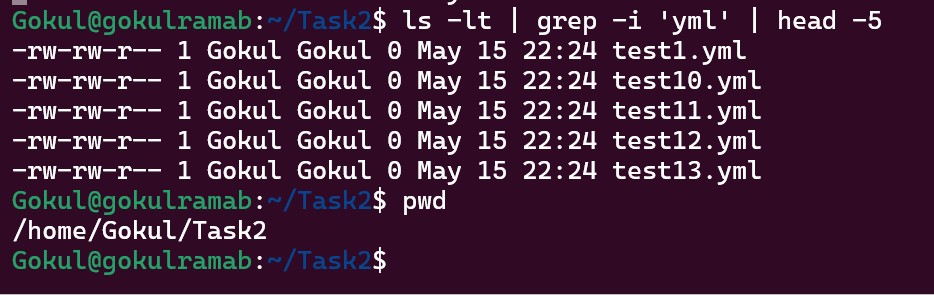 Gokul@gokulramab:~/Task2$ ls -lt | grep -i 'yml' | head -5
-rw-rw-r-- 1 Gokul Gokul 0 May 15 22:24 test1.yml
-rw-rw-r-- 1 Gokul Gokul 0 May 15 22:24 test10.yml
-rw-rw-r-- 1 Gokul Gokul 0 May 15 22:24 test11.yml
-rw-rw-r-- 1 Gokul Gokul 0 May 15 22:24 test12.yml
-rw-rw-r-- 1 Gokul Gokul 0 May 15 22:24 test13.yml
Gokul@gokulramab:~/Task2$ pwd
/home/Gokul/Task2
Gokul@gokulramab:~/Task2$